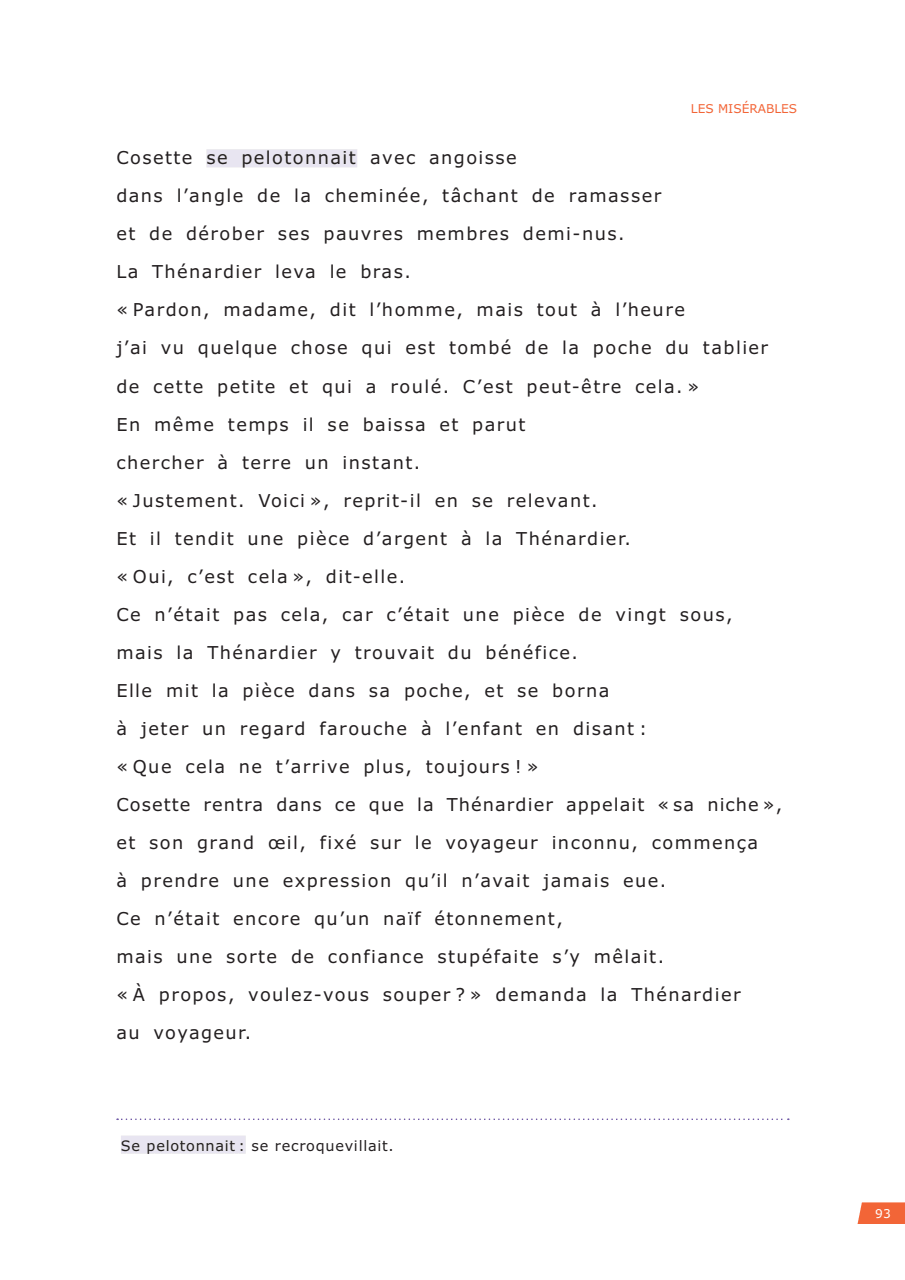 LES MISÉRABLES
Cosette se pelotonnait avec angoisse
dans l’angle de la cheminée, tâchant de ramasser
et de dérober ses pauvres membres demi-nus.
La Thénardier leva le bras.
« Pardon, madame, dit l’homme, mais tout à l’heure
j’ai vu quelque chose qui est tombé de la poche du tablier
de cette petite et qui a roulé. C’est peut-être cela. »
En même temps il se baissa et parut
chercher à terre un instant.
« Justement. Voici », reprit-il en se relevant.
Et il tendit une pièce d’argent à la Thénardier.
« Oui, c’est cela », dit-elle.
Ce n’était pas cela, car c’était une pièce de vingt sous,
mais la Thénardier y trouvait du bénéfice.
Elle mit la pièce dans sa poche, et se borna
à jeter un regard farouche à l’enfant en disant :
« Que cela ne t’arrive plus, toujours ! »
Cosette rentra dans ce que la Thénardier appelait « sa niche »,
et son grand œil, fixé sur le voyageur inconnu, commença
à prendre une expression qu’il n’avait jamais eue.
Ce n’était encore qu’un naïf étonnement,
mais une sorte de confiance stupéfaite s’y mêlait.
« À propos, voulez-vous souper ? » demanda la Thénardier
au voyageur.
Se pelotonnait : se recroquevillait.
93